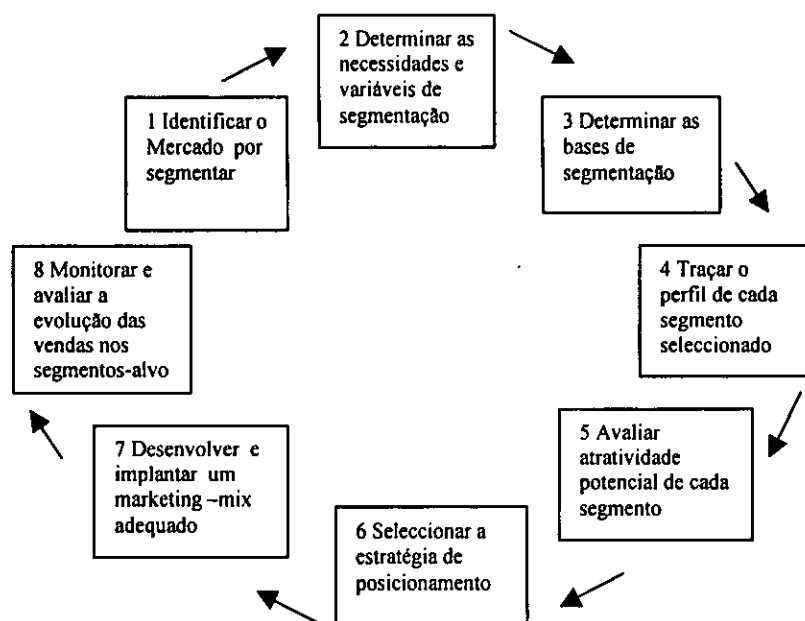 1 Identificar o
Mercado por
segmentar
2 Determinar as
necessidades e
variáveis de
segmentação
3 Determinar as
bases de
segmentação
4 Traçar o
perfil de cada
segmento
seleccionado
5 Avaliar
atratividade
potencial de cada
segmento
6 Seleccionar a
estratégia de
posicionamento
7 Desenvolver e
implantar um
marketing –mix
adequado
8 Monitorar e
avaliar a
evolução das
vendas nos
segmentos-alvo